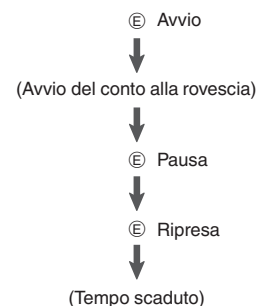 Ⓔ Avvio
(Avvio del conto alla rovescia)
Ⓔ Pausa
Ⓔ Ripresa
(Tempo scaduto)